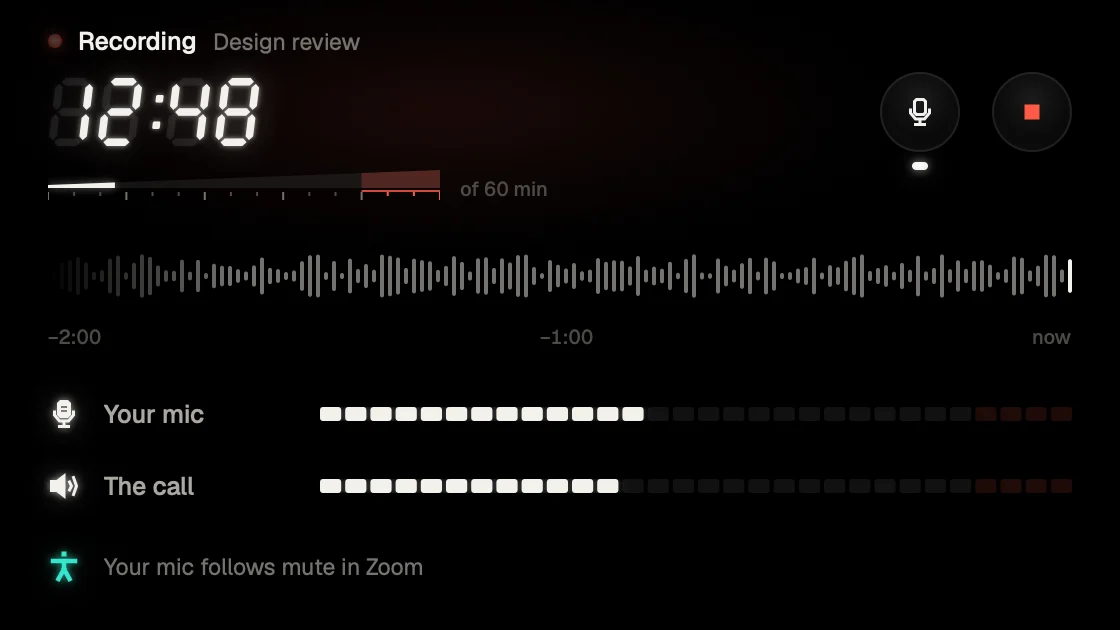 Recording Design review
12:48
of 60 min
−2:00 −1:00 now
Your mic
The call
Your mic follows mute in Zoom